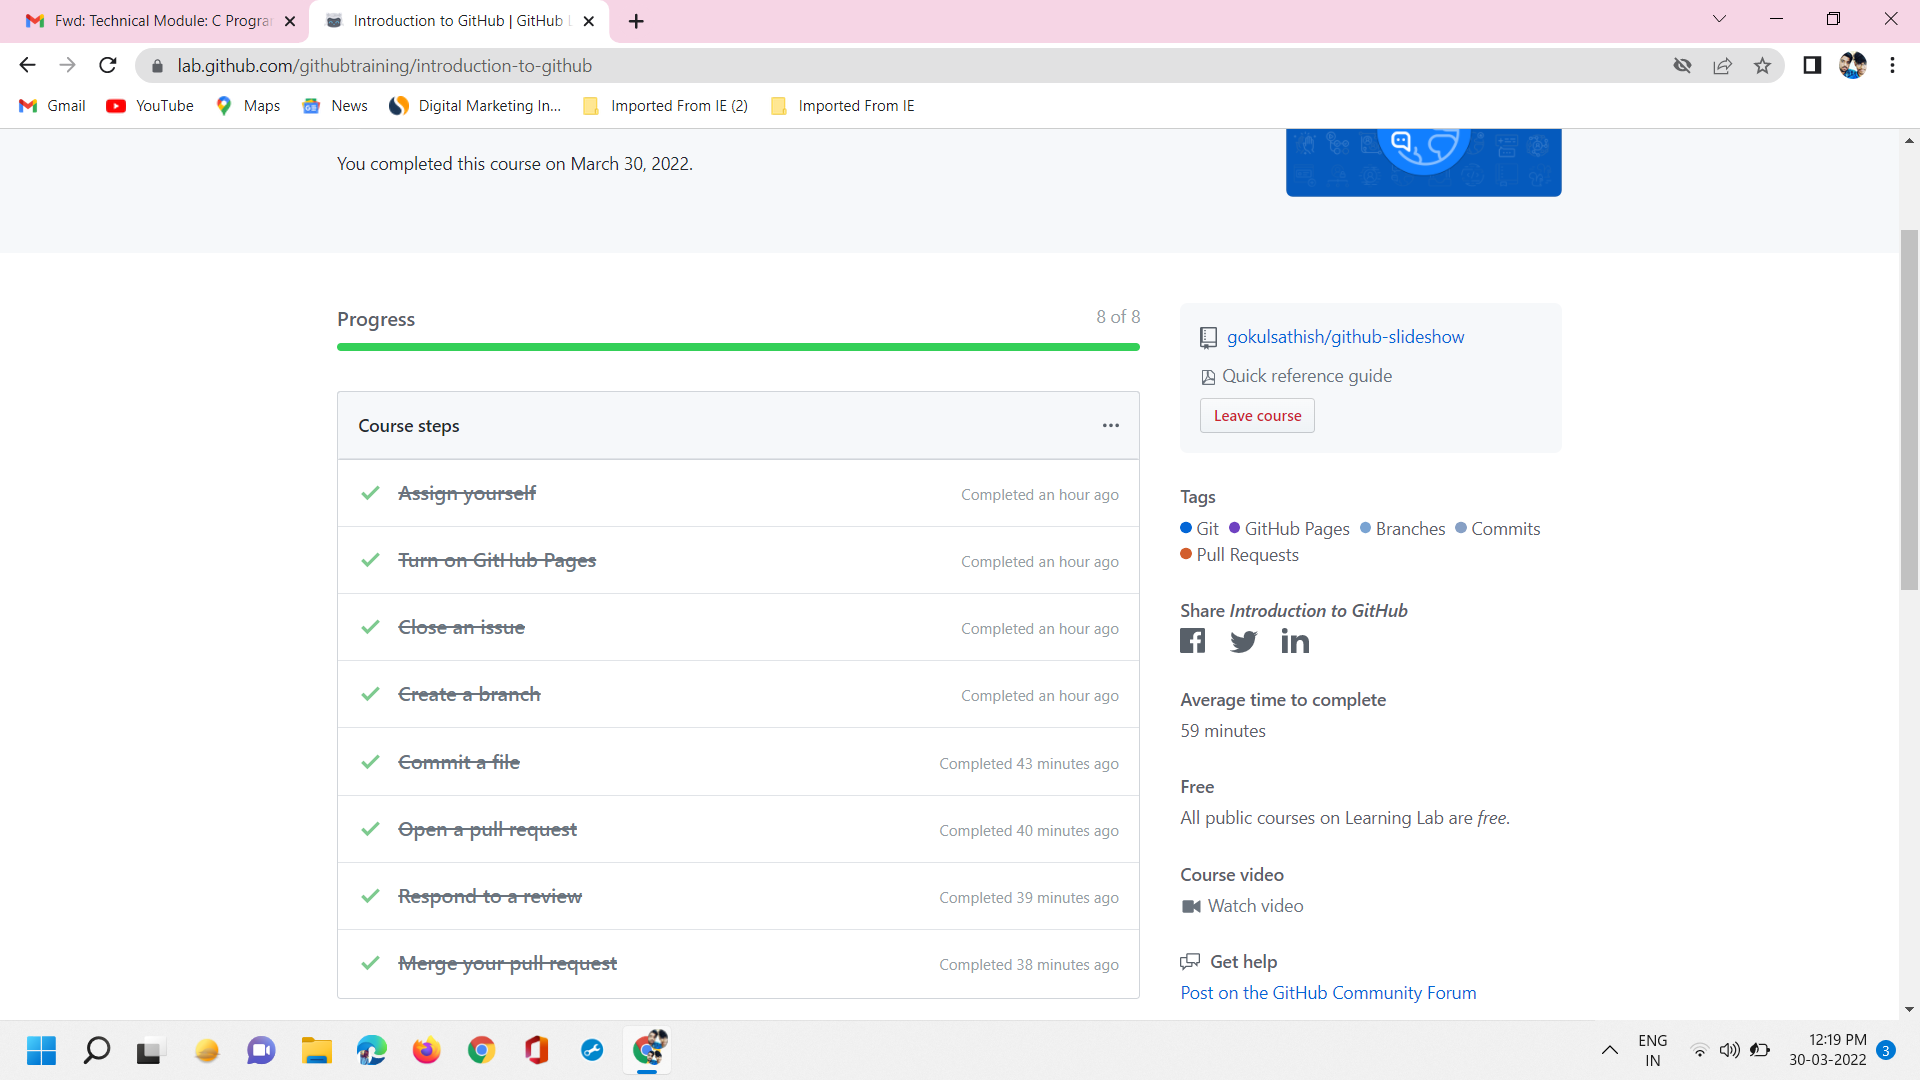 Fwd: Technical Module: C Progra
Introduction to GitHub | GitHub L
lab.github.com/githubtraining/introduction-to-github
Gmail
YouTube
Maps
News
Digital Marketing In...
Imported From IE (2)
Imported From IE
You completed this course on March 30, 2022.
Progress
8 of 8
Course steps
Assign yourself
Completed an hour ago
Turn on GitHub Pages
Completed an hour ago
Close an issue
Completed an hour ago
Create a branch
Completed an hour ago
Commit a file
Completed 43 minutes ago
Open a pull request
Completed 40 minutes ago
Respond to a review
Completed 39 minutes ago
Merge your pull request
Completed 38 minutes ago
gokulsathish/github-slideshow
Quick reference guide
Leave course
Tags
Git GitHub Pages Branches Commits
Pull Requests
Share Introduction to GitHub
Average time to complete
59 minutes
Free
All public courses on Learning Lab are free.
Course video
Watch video
Get help
Post on the GitHub Community Forum
ENG
IN
12:19 PM
30-03-2022
3